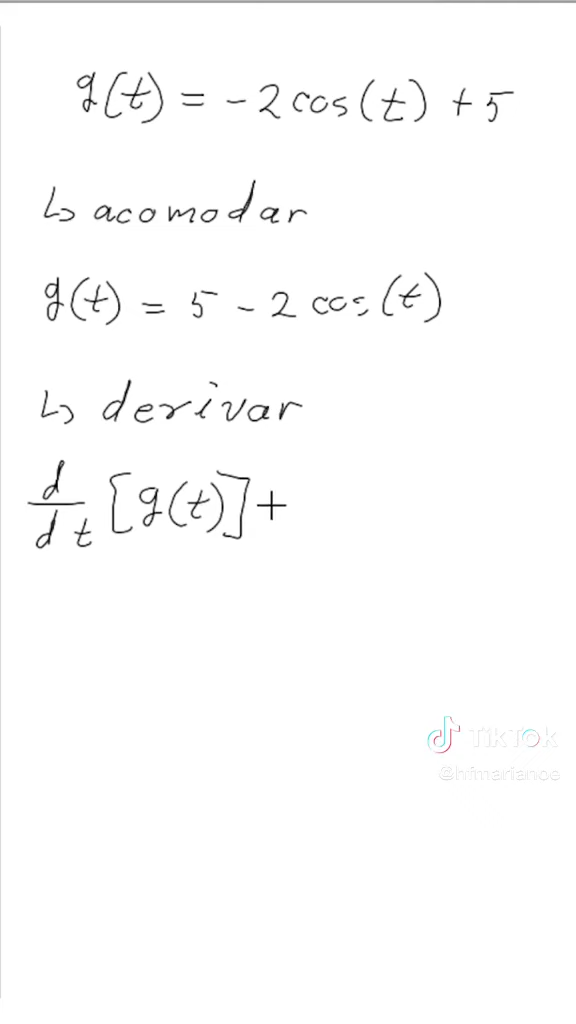 g(t) = -2 cos(t) + 5
↳ acomodar
g(t) = 5 - 2 cos(t)
↳ derivar
d/dt [g(t)] +
TikTok
@hfmarianoe